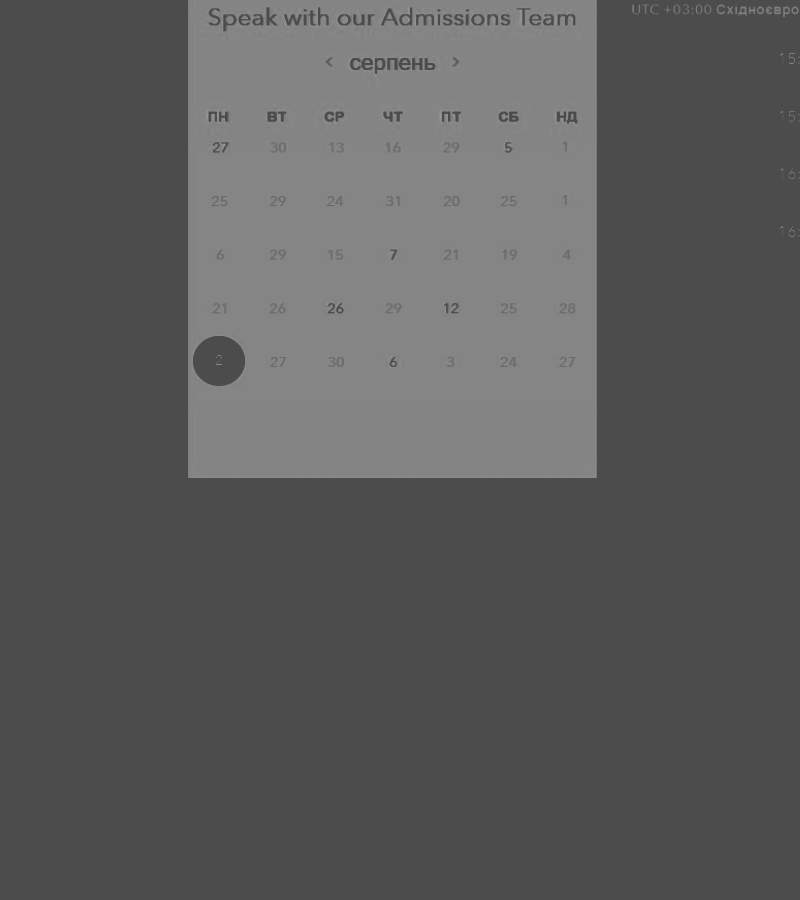 Speak with our Admissions Team
UTC +03:00 Східноєвро
‹ серпень ›
ПН ВТ СР ЧТ ПТ СБ НД
27 30 13 16 29 5 1
25 29 24 31 20 25 1
6 29 15 7 21 19 4
21 26 26 29 12 25 28
2 27 30 6 3 24 27
15:
15:
16:
16: